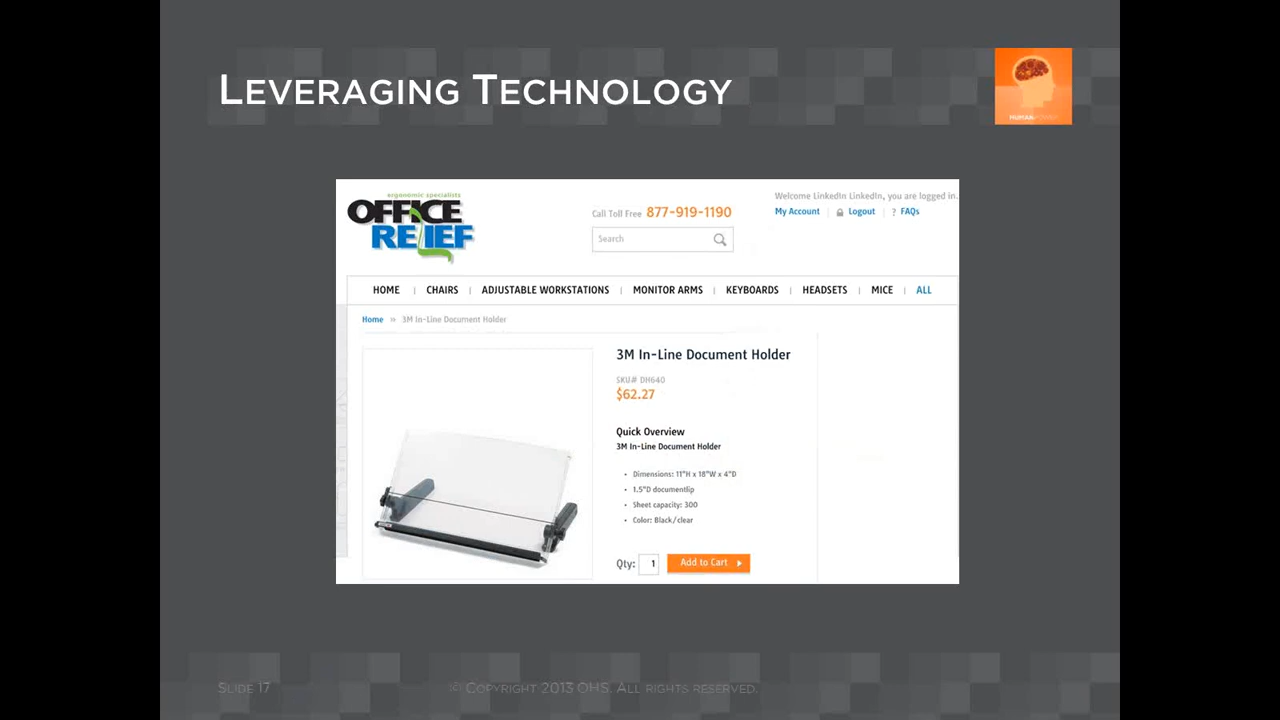 LEVERAGING TECHNOLOGY
HUMAN
ergonomic specialists
OFFICE
RELIEF
Call Toll Free 877-919-1190
Search
Welcome LinkedIn LinkedIn, you are logged in.
My Account | Logout | ? FAQs
HOME | CHAIRS | ADJUSTABLE WORKSTATIONS | MONITOR ARMS | KEYBOARDS | HEADSETS | MICE | ALL
Home » 3M In-Line Document Holder
3M In-Line Document Holder
SKU# DH640
$62.27
Quick Overview
3M In-Line Document Holder
• Dimensions: 11"H x 18"W x 4"D
• 1.5"D documentlip
• Sheet capacity: 300
• Color: Black/clear
Qty: 1 Add to Cart
SLIDE 17
(C) COPYRIGHT 2013 OHS. ALL RIGHTS RESERVED.